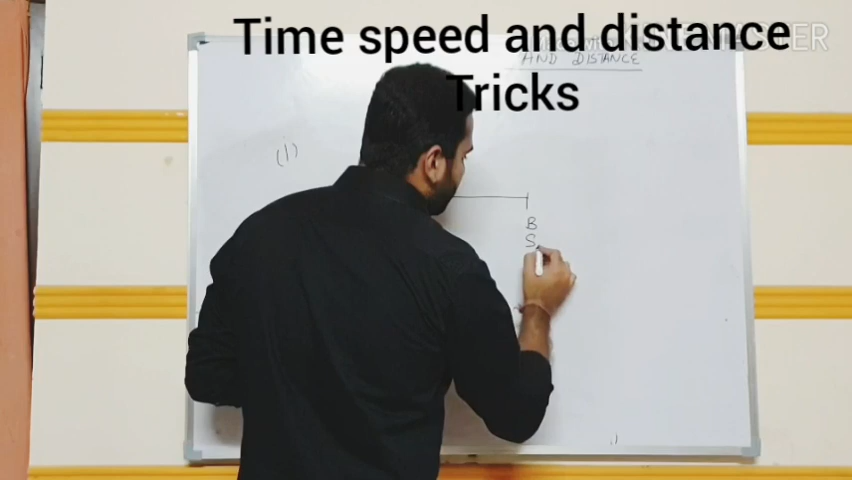 Time speed and distance
Tricks
AND DISTANCE
(1)
B
S